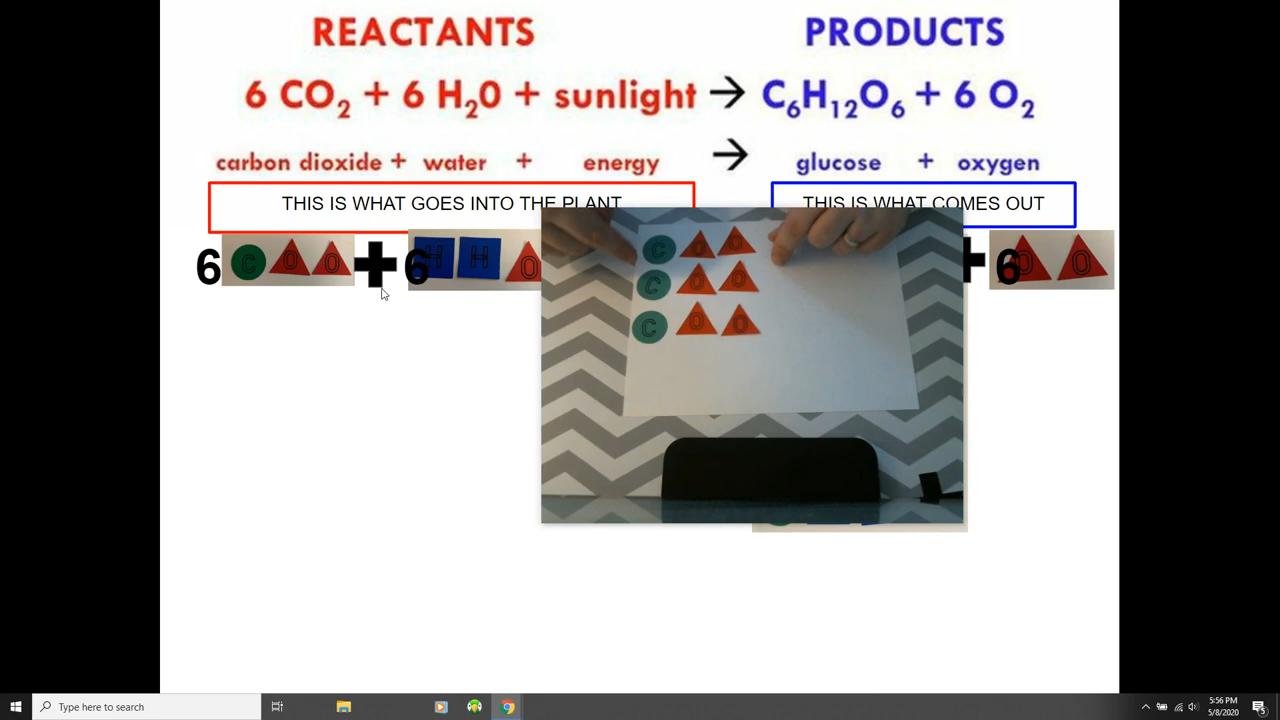 REACTANTS
PRODUCTS
6 CO₂ + 6 H₂0 + sunlight → C₆H₁₂O₆ + 6 O₂
carbon dioxide + water + energy → glucose + oxygen
THIS IS WHAT GOES INTO THE PLANT
THIS IS WHAT COMES OUT
6 C O O + 6 H H O
+ 6 O O
C O O
C O O
C O O
Type here to search
5:56 PM
5/8/2020